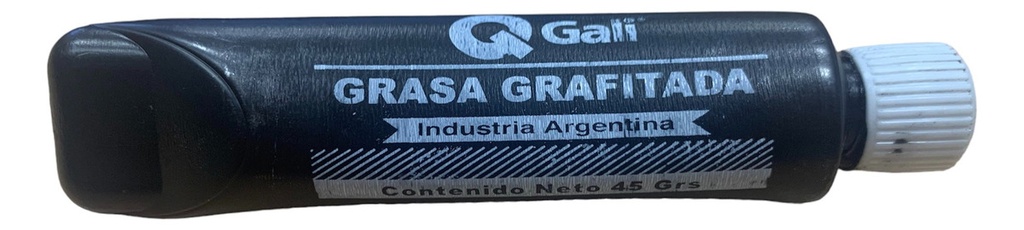 Gali
GRASA GRAFITADA
Industria Argentina
Contenido Neto 45 Grs